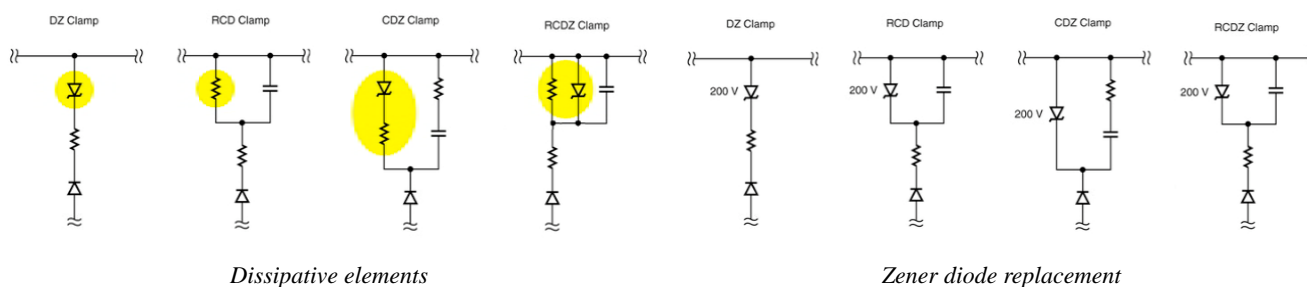 DZ Clamp
RCD Clamp
CDZ Clamp
RCDZ Clamp
DZ Clamp
RCD Clamp
CDZ Clamp
RCDZ Clamp
200 V
200 V
200 V
200 V
Dissipative elements
Zener diode replacement